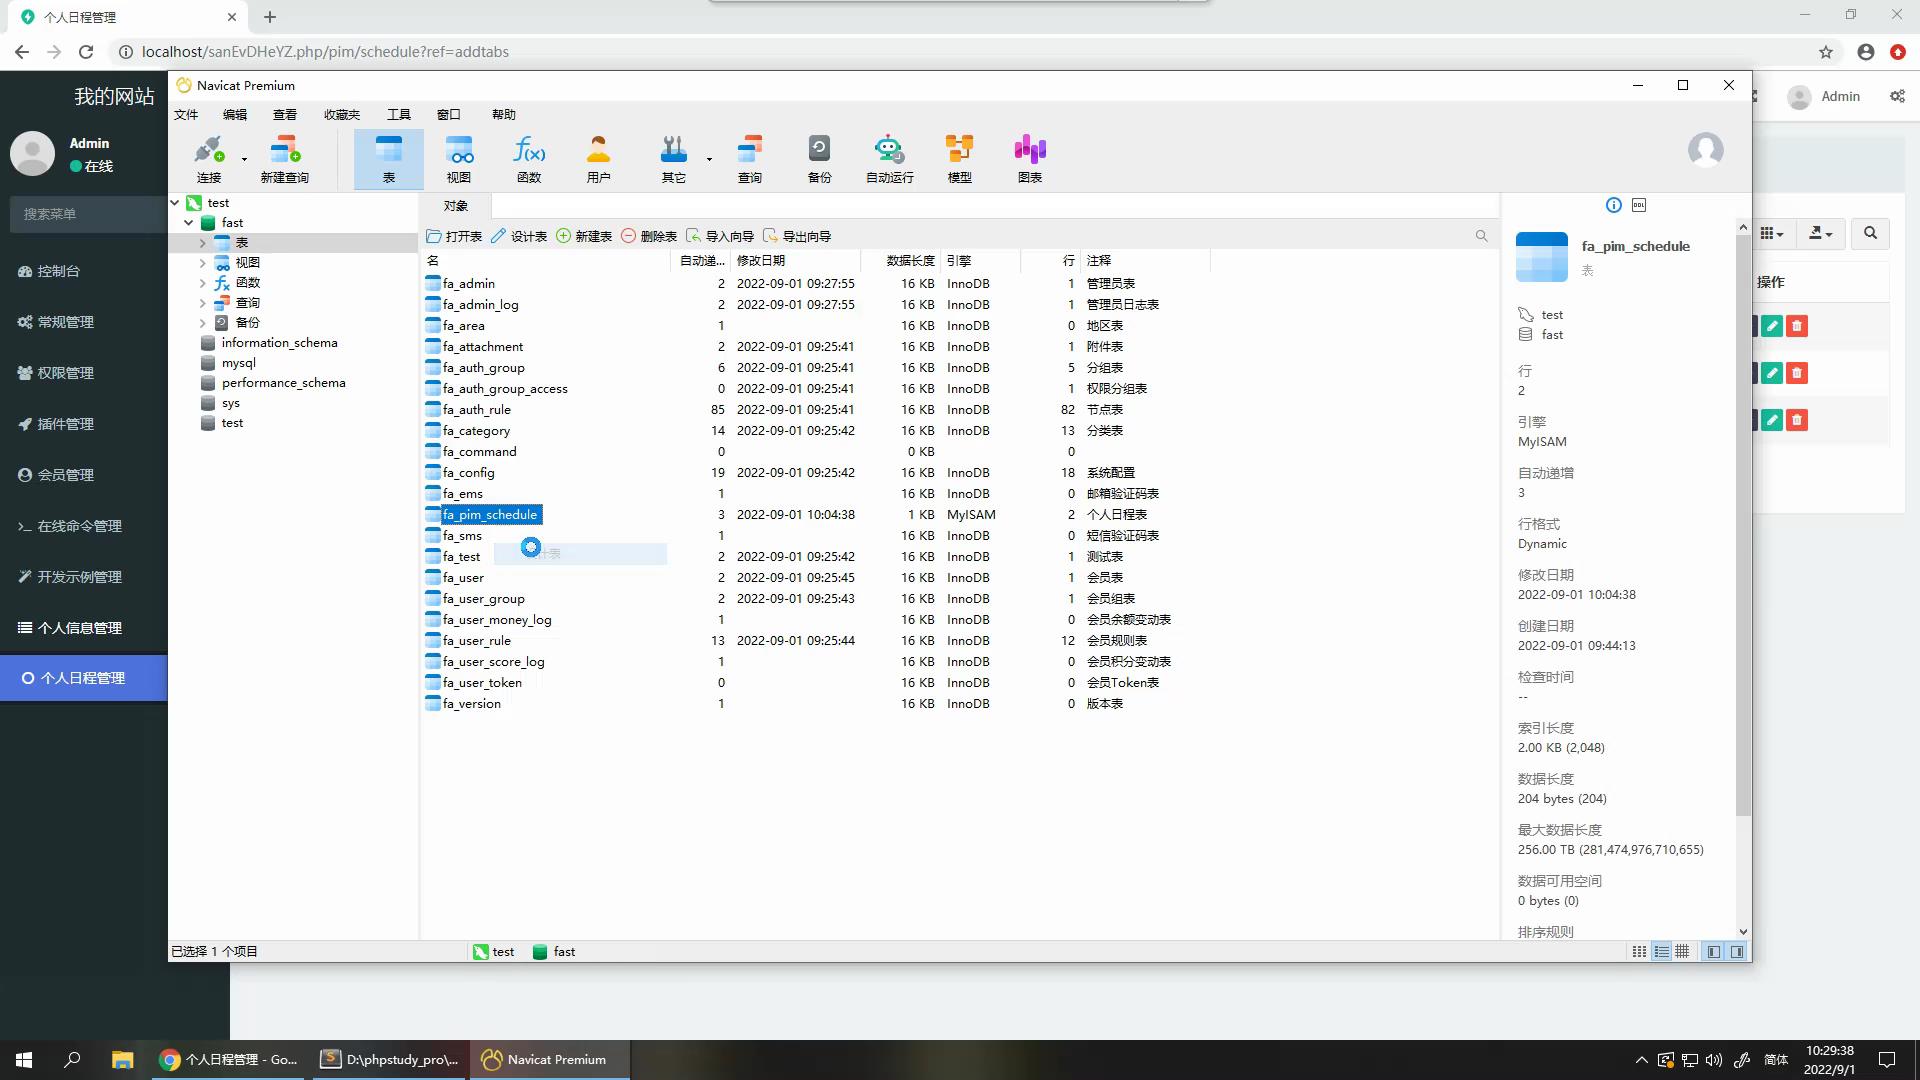 个人日程管理
localhost/sanEvDHeYZ.php/pim/schedule?ref=addtabs
我的网站
Admin
在线
搜索菜单
控制台
常规管理
权限管理
插件管理
会员管理
在线命令管理
开发示例管理
个人信息管理
个人日程管理
Admin
操作
Navicat Premium
文件 编辑 查看 收藏夹 工具 窗口 帮助
连接 新建查询 表 视图 函数 用户 其它 查询 备份 自动运行 模型 图表
test
fast
表
视图
函数
查询
备份
information_schema
mysql
performance_schema
sys
test
对象
打开表 设计表 新建表 删除表 导入向导 导出向导
名 自动递... 修改日期 数据长度 引擎 行 注释
fa_admin 2 2022-09-01 09:27:55 16 KB InnoDB 1 管理员表
fa_admin_log 2 2022-09-01 09:27:55 16 KB InnoDB 1 管理员日志表
fa_area 1 16 KB InnoDB 0 地区表
fa_attachment 2 2022-09-01 09:25:41 16 KB InnoDB 1 附件表
fa_auth_group 6 2022-09-01 09:25:41 16 KB InnoDB 5 分组表
fa_auth_group_access 0 2022-09-01 09:25:41 16 KB InnoDB 1 权限分组表
fa_auth_rule 85 2022-09-01 09:25:41 16 KB InnoDB 82 节点表
fa_category 14 2022-09-01 09:25:42 16 KB InnoDB 13 分类表
fa_command 0 0 KB 0
fa_config 19 2022-09-01 09:25:42 16 KB InnoDB 18 系统配置
fa_ems 1 16 KB InnoDB 0 邮箱验证码表
fa_pim_schedule 3 2022-09-01 10:04:38 1 KB MyISAM 2 个人日程表
fa_sms 1 16 KB InnoDB 0 短信验证码表
fa_test 2 2022-09-01 09:25:42 16 KB InnoDB 1 测试表
fa_user 2 2022-09-01 09:25:45 16 KB InnoDB 1 会员表
fa_user_group 2 2022-09-01 09:25:43 16 KB InnoDB 1 会员组表
fa_user_money_log 1 16 KB InnoDB 0 会员余额变动表
fa_user_rule 13 2022-09-01 09:25:44 16 KB InnoDB 12 会员规则表
fa_user_score_log 1 16 KB InnoDB 0 会员积分变动表
fa_user_token 0 16 KB InnoDB 0 会员Token表
fa_version 1 16 KB InnoDB 0 版本表
fa_pim_schedule
表
test
fast
行
2
引擎
MyISAM
自动递增
3
行格式
Dynamic
修改日期
2022-09-01 10:04:38
创建日期
2022-09-01 09:44:13
检查时间
--
索引长度
2.00 KB (2,048)
数据长度
204 bytes (204)
最大数据长度
256.00 TB (281,474,976,710,655)
数据可用空间
0 bytes (0)
排序规则
已选择 1 个项目 test fast
个人日程管理 - Go... D:\phpstudy_pro\... Navicat Premium
简体
10:29:38
2022/9/1